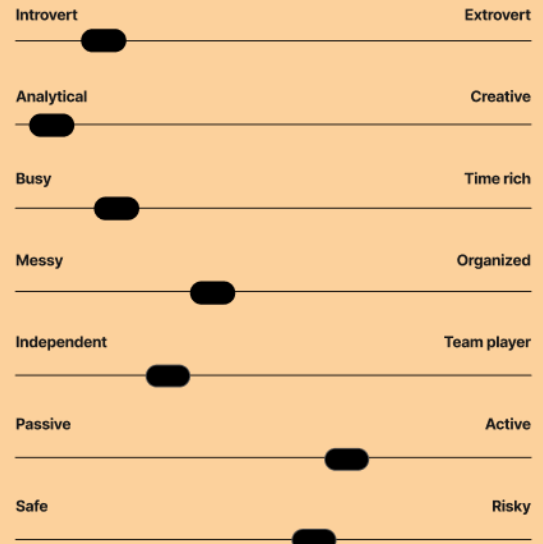 Introvert Extrovert
Analytical Creative
Busy Time rich
Messy Organized
Independent Team player
Passive Active
Safe Risky